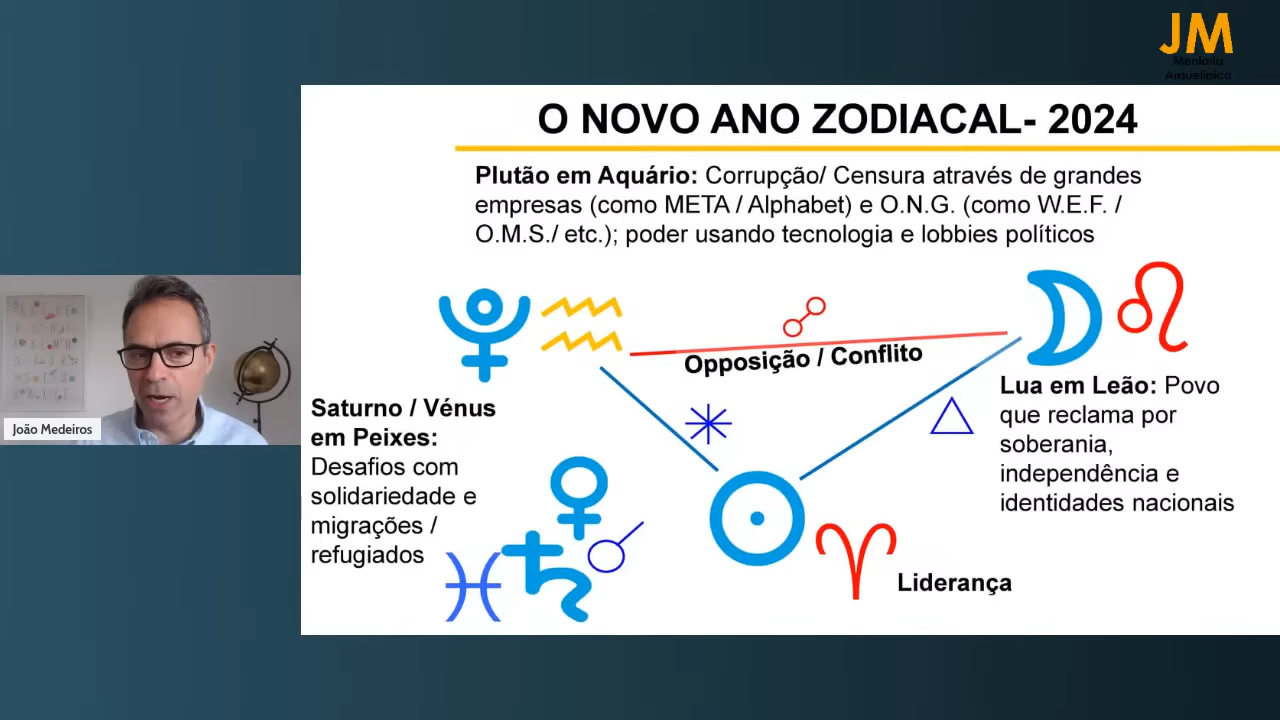 JM
Mentoria
Arquetípica
O NOVO ANO ZODIACAL- 2024
Plutão em Aquário: Corrupção/ Censura através de grandes
empresas (como META / Alphabet) e O.N.G. (como W.E.F. /
O.M.S./ etc.); poder usando tecnologia e lobbies políticos
Opposição / Conflito
Lua em Leão: Povo
que reclama por
soberania,
independência e
identidades nacionais
Saturno / Vénus
em Peixes:
Desafios com
solidariedade e
migrações /
refugiados
Liderança
João Medeiros